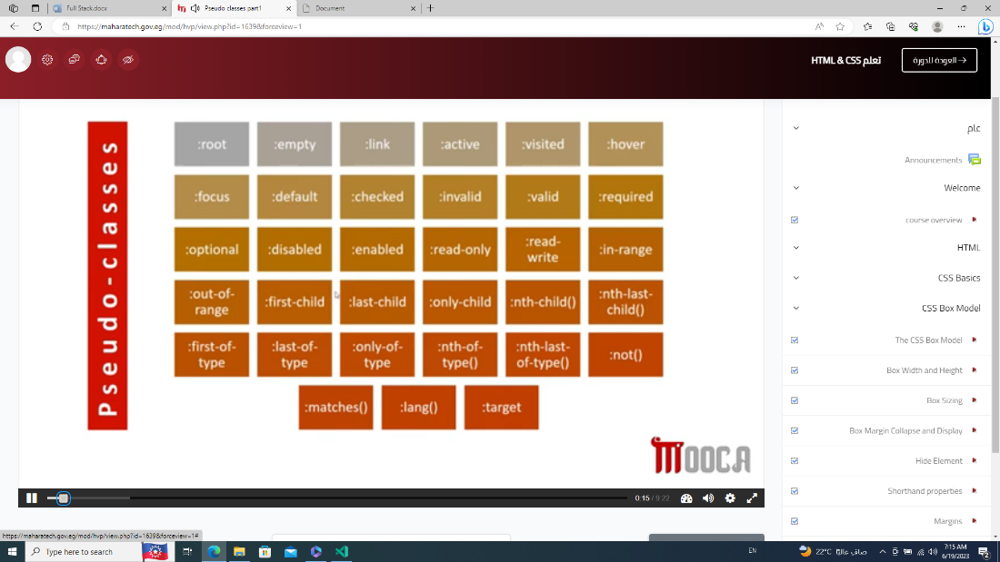 Full Stack.docx
Pseudo classes part1
Document
https://maharatech.gov.eg/mod/hvp/view.php?id=1639&forceview=1
تعلم HTML & CSS
العودة للدورة
Pseudo-classes
:root
:empty
:link
:active
:visited
:hover
:focus
:default
:checked
:invalid
:valid
:required
:optional
:disabled
:enabled
:read-only
:read-
write
:in-range
:out-of-
range
:first-child
:last-child
:only-child
:nth-child()
:nth-last-
child()
:first-of-
type
:last-of-
type
:only-of-
type
:nth-of-
type()
:nth-last-
of-type()
:not()
:matches()
:lang()
:target
MOOCA
0:15 / 9:22
عام
Announcements
Welcome
course overview
HTML
CSS Basics
CSS Box Model
The CSS Box Model
Box Width and Height
Box Sizing
Box Margin Collapse and Display
Hide Element
Shorthand properties
Margins
https://maharatech.gov.eg/mod/hvp/view.php?id=1639&forceview=1#
Type here to search
EN
22°C صاف غالبًا
7:15 AM
6/19/2023
2